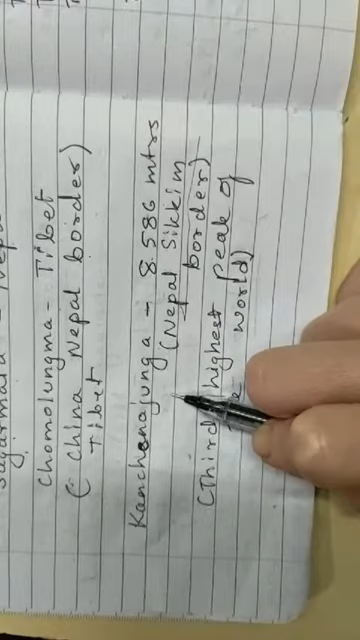 Sagarmatha - Nepal
Chomolungma - Tibet
( China Nepal border)
Tibet
Kanchanajunga - 8.586 mtrs
(Nepal Sikkim
border)
(Third highest Peak of
world)